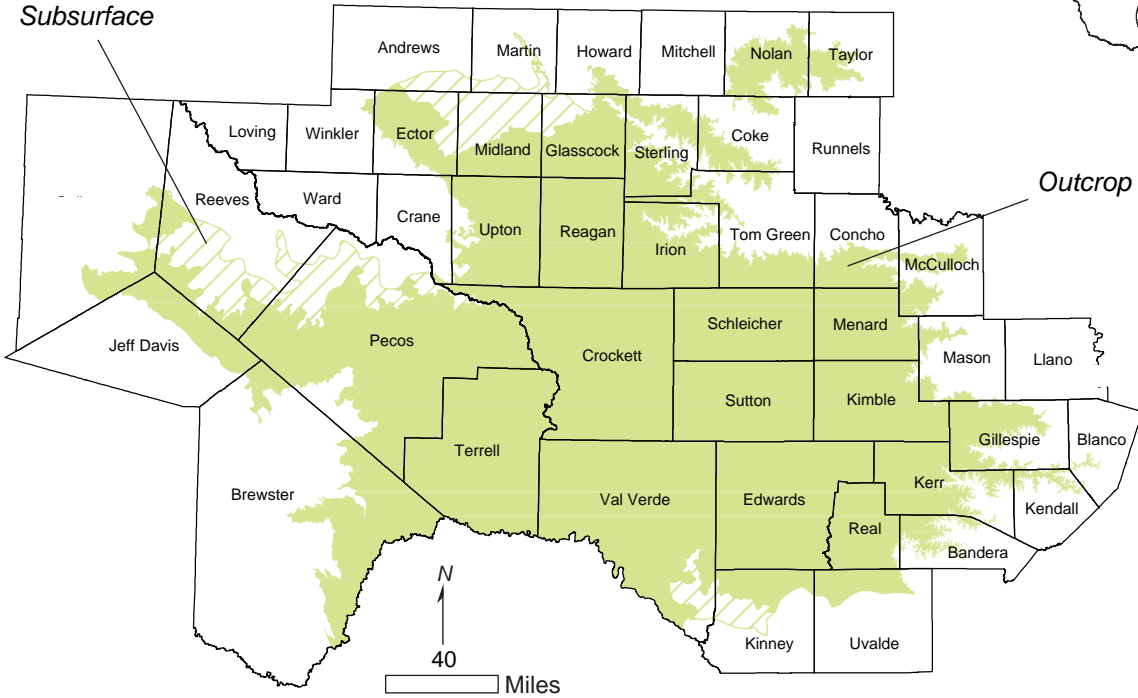 Subsurface
Andrews
Martin
Howard
Mitchell
Nolan
Taylor
Loving
Winkler
Ector
Midland
Glasscock
Sterling
Coke
Runnels
Outcrop
Reeves
Ward
Crane
Upton
Reagan
Irion
Tom Green
Concho
McCulloch
Jeff Davis
Pecos
Crockett
Schleicher
Menard
Mason
Llano
Sutton
Kimble
Terrell
Gillespie
Blanco
Brewster
Val Verde
Edwards
Kerr
Kendall
Real
Bandera
N
40
Miles
Kinney
Uvalde